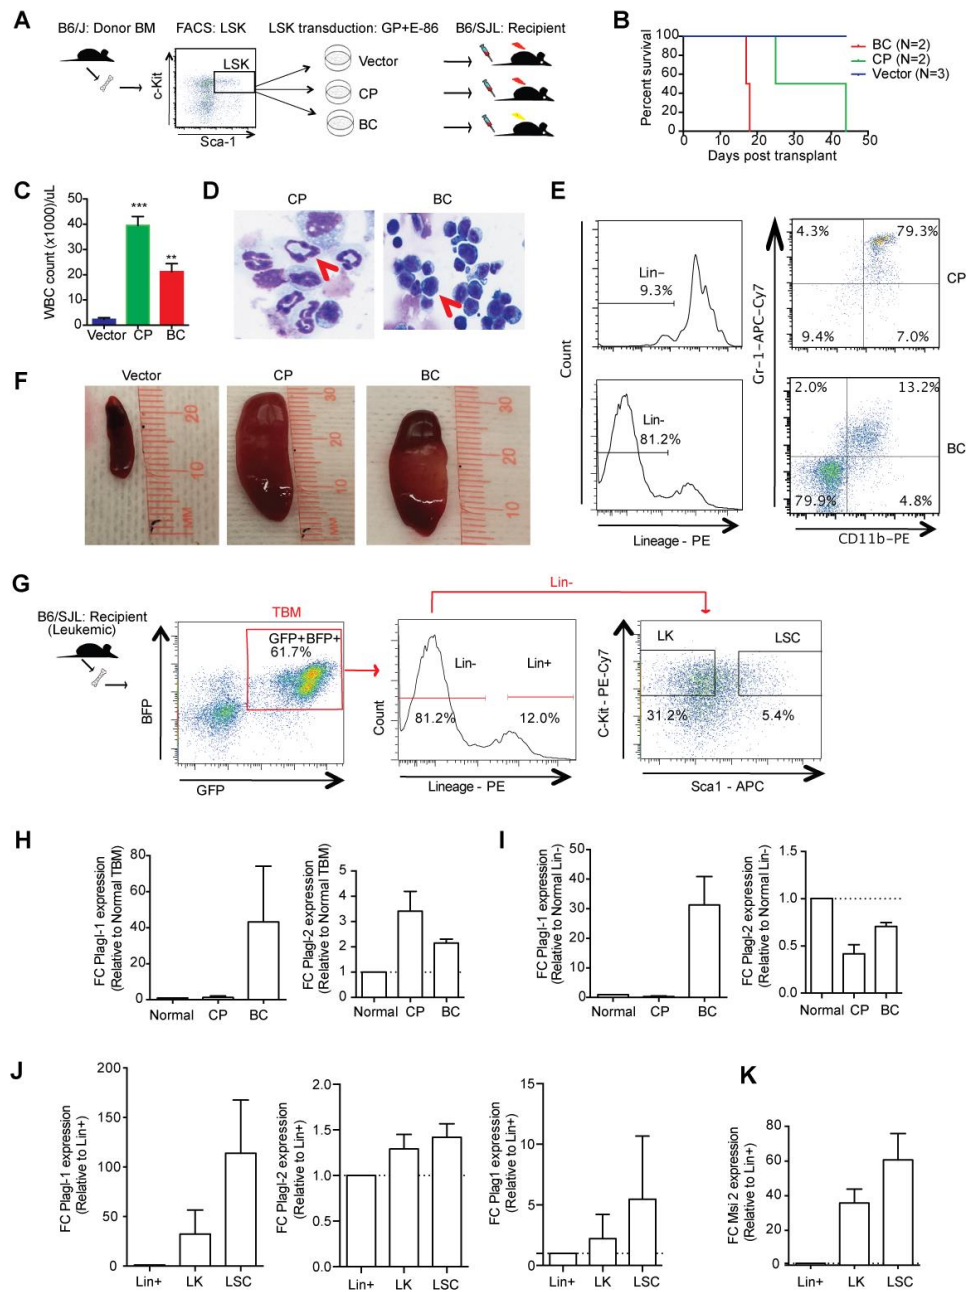 A
B6/J: Donor BM
FACS: LSK
LSK transduction: GP+E-86
B6/SJL: Recipient
c-Kit
LSK
Sca-1
Vector
CP
BC
B
Percent survival
100
80
60
40
20
0
0 10 20 30 40 50
Days post transplant
BC (N=2)
CP (N=2)
Vector (N=3)
C
WBC count (x1000)/uL
50
40
30
20
10
0
***
**
Vector CP BC
D
CP
BC
E
Count
Lin–
9.3%
Lin-
81.2%
Lineage - PE
Gr-1-APC-Cy7
4.3% 79.3%
9.4% 7.0%
CP
2.0% 13.2%
79.9% 4.8%
BC
CD11b-PE
F
Vector
CP
BC
20
10
MM
30
20
10
MM
30
20
10
G
B6/SJL: Recipient
(Leukemic)
BFP
TBM
GFP+BFP+
61.7%
GFP
Lin-
Count
Lin-
81.2%
Lin+
12.0%
Lineage - PE
C-Kit - PE-Cy7
LK
LSC
31.2%
5.4%
Sca1 - APC
H
FC Plagl-1 expression
(Relative to Normal TBM)
80
60
40
20
0
Normal CP BC
FC Plagl-2 expression
(Relative to Normal TBM)
5
4
3
2
1
0
Normal CP BC
I
FC Plagl-1 expression
(Relative to Normal Lin-)
50
40
30
20
10
0
Normal CP BC
FC Plagl-2 expression
(Relative to Normal Lin-)
1.5
1.0
0.5
0.0
Normal CP BC
J
FC Plagl-1 expression
(Relative to Lin+)
200
150
100
50
0
Lin+ LK LSC
FC Plagl-2 expression
(Relative to Lin+)
2.0
1.5
1.0
0.5
0.0
Lin+ LK LSC
FC Plag1 expression
(Relative to Lin+)
15
10
5
0
Lin+ LK LSC
K
FC Msi 2 expression
(Relative to Lin+)
80
60
40
20
0
Lin+ LK LSC